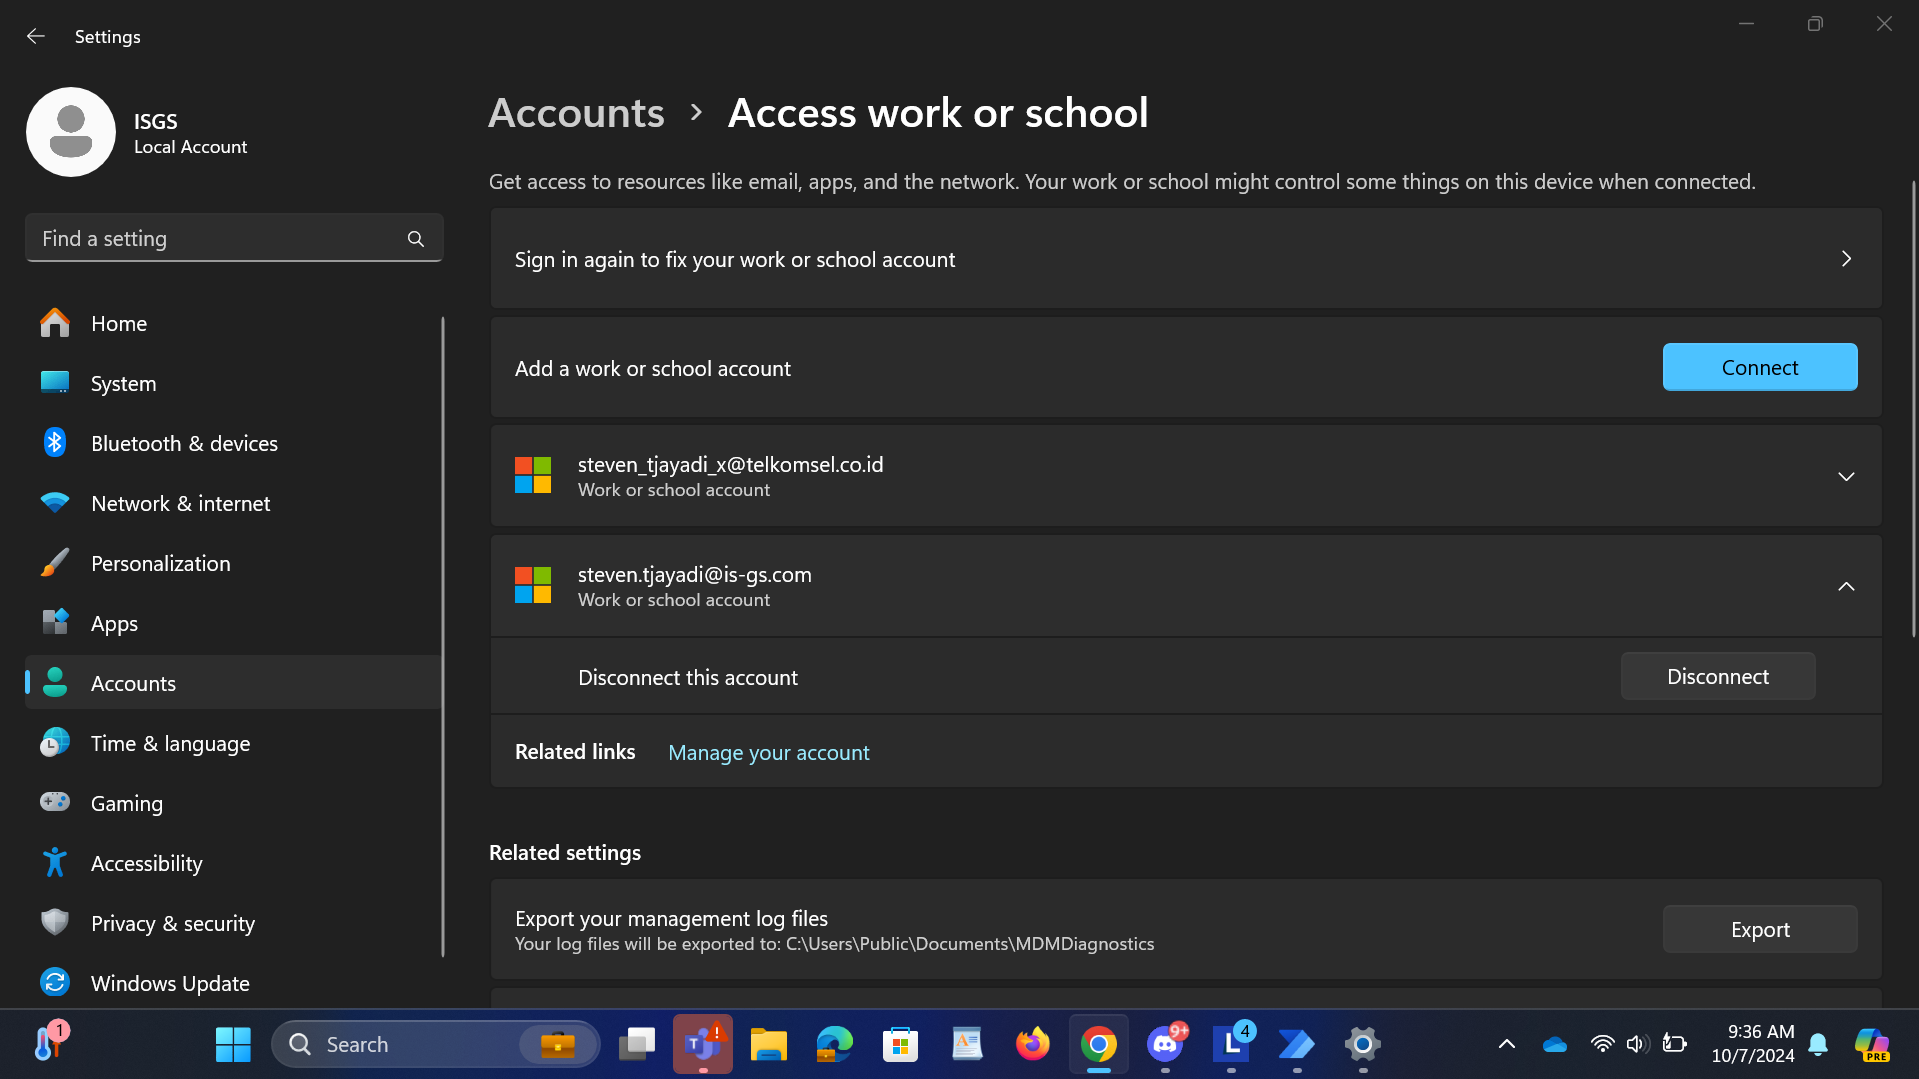 Settings
ISGS
Local Account
Find a setting
Home
System
Bluetooth & devices
Network & internet
Personalization
Apps
Accounts
Time & language
Gaming
Accessibility
Privacy & security
Windows Update
Accounts > Access work or school
Get access to resources like email, apps, and the network. Your work or school might control some things on this device when connected.
Sign in again to fix your work or school account
Add a work or school account
Connect
steven_tjayadi_x@telkomsel.co.id
Work or school account
steven.tjayadi@is-gs.com
Work or school account
Disconnect this account
Disconnect
Related links Manage your account
Related settings
Export your management log files
Your log files will be exported to: C:\Users\Public\Documents\MDMDiagnostics
Export
1
Search
T
!
A
9+
L
4
9:36 AM
10/7/2024
PRE